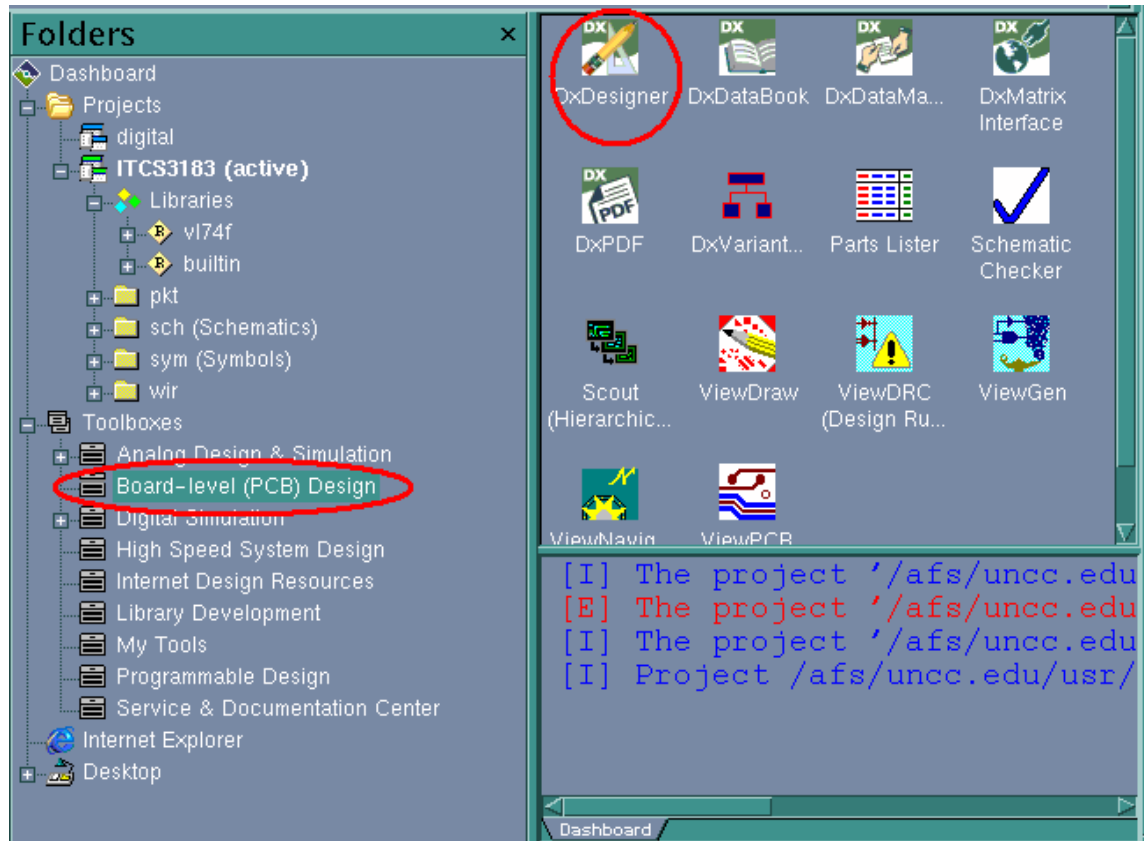 Folders
Dashboard
Projects
digital
ITCS3183 (active)
Libraries
vl74f
builtin
pkt
sch (Schematics)
sym (Symbols)
wir
Toolboxes
Analog Design & Simulation
Board-level (PCB) Design
Digital Simulation
High Speed System Design
Internet Design Resources
Library Development
My Tools
Programmable Design
Service & Documentation Center
Internet Explorer
Desktop
DX DX DX DX
DxDesigner DxDataBook DxDataMa... DxMatrix
Interface
DX
PDF
DxPDF DxVariant... Parts Lister Schematic
Checker
Scout ViewDraw ViewDRC ViewGen
(Hierarchic... (Design Ru...
N
ViewNavig ViewPCB
[I] The project '/afs/uncc.edu
[E] The project '/afs/uncc.edu
[I] The project '/afs/uncc.edu
[I] Project /afs/uncc.edu/usr/
Dashboard